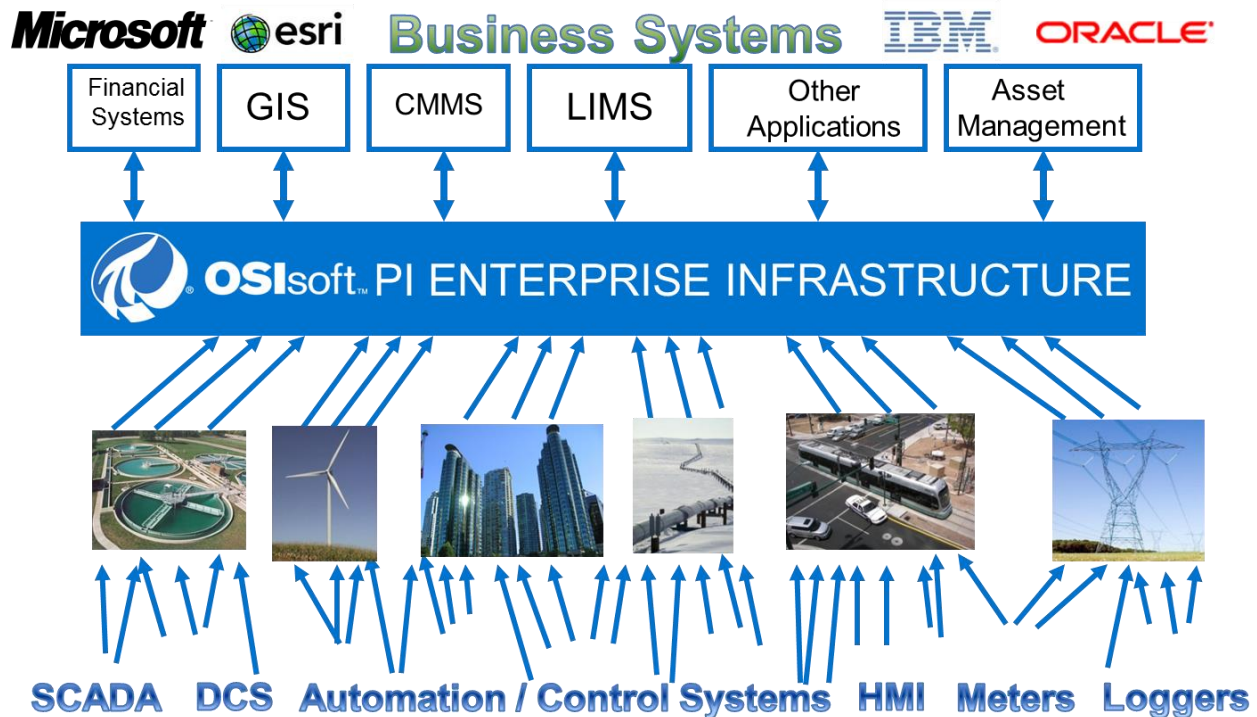 Microsoft esri Business Systems IBM. ORACLE®
Financial
Systems
GIS
CMMS
LIMS
Other
Applications
Asset
Management
® OSIsoft™ PI ENTERPRISE INFRASTRUCTURE
SCADA DCS Automation / Control Systems HMI Meters Loggers